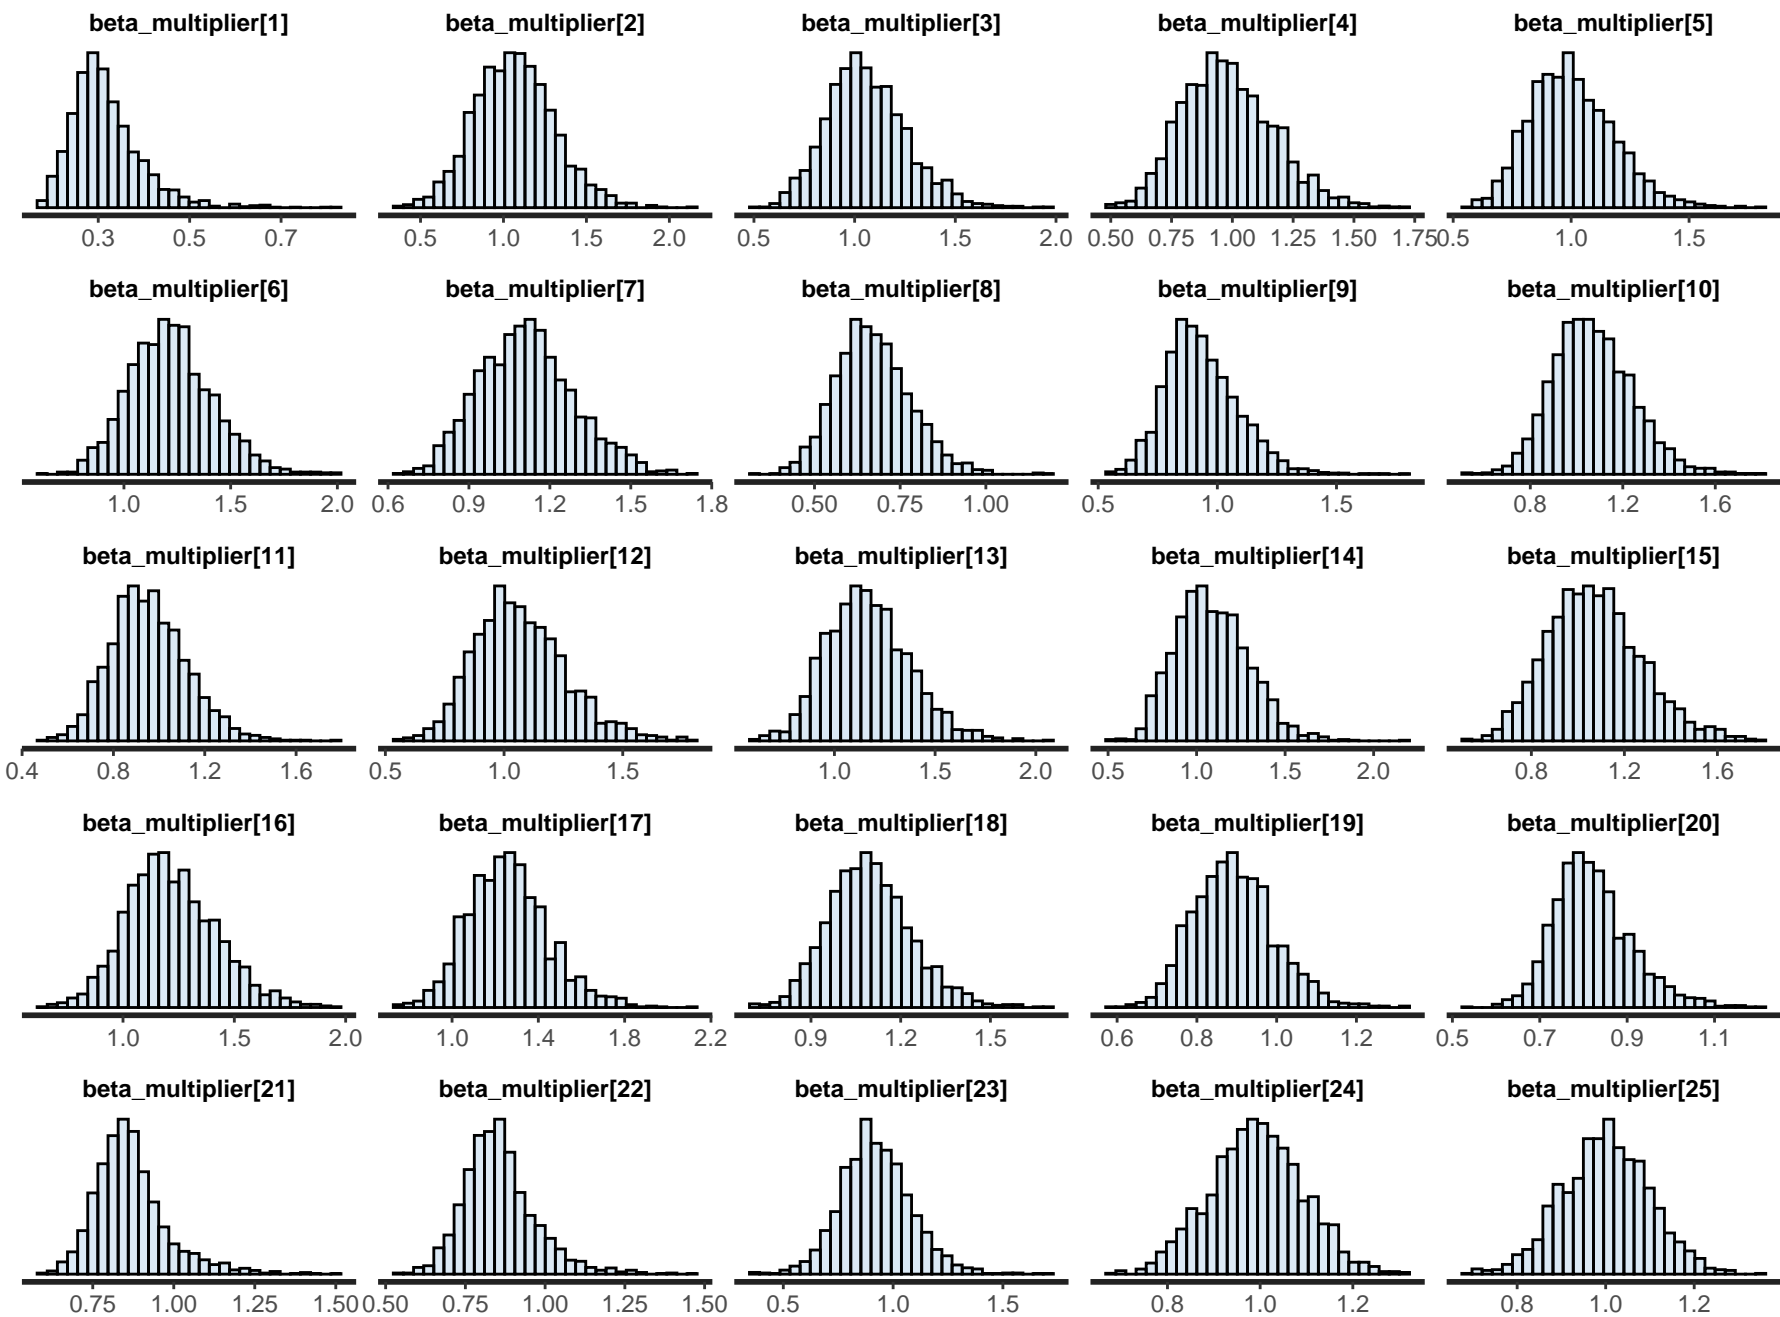 beta_multiplier[1] beta_multiplier[2] beta_multiplier[3] beta_multiplier[4] beta_multiplier[5]
0.3 0.5 0.7 0.5 1.0 1.5 2.0 0.5 1.0 1.5 2.0 0.50 0.75 1.00 1.25 1.50 1.75 0.5 1.0 1.5
beta_multiplier[6] beta_multiplier[7] beta_multiplier[8] beta_multiplier[9] beta_multiplier[10]
1.0 1.5 2.0 0.6 0.9 1.2 1.5 1.8 0.50 0.75 1.00 0.5 1.0 1.5 0.8 1.2 1.6
beta_multiplier[11] beta_multiplier[12] beta_multiplier[13] beta_multiplier[14] beta_multiplier[15]
0.4 0.8 1.2 1.6 0.5 1.0 1.5 1.0 1.5 2.0 0.5 1.0 1.5 2.0 0.8 1.2 1.6
beta_multiplier[16] beta_multiplier[17] beta_multiplier[18] beta_multiplier[19] beta_multiplier[20]
1.0 1.5 2.0 1.0 1.4 1.8 2.2 0.9 1.2 1.5 0.6 0.8 1.0 1.2 0.5 0.7 0.9 1.1
beta_multiplier[21] beta_multiplier[22] beta_multiplier[23] beta_multiplier[24] beta_multiplier[25]
0.75 1.00 1.25 1.50 0.50 0.75 1.00 1.25 1.50 0.5 1.0 1.5 0.8 1.0 1.2 0.8 1.0 1.2